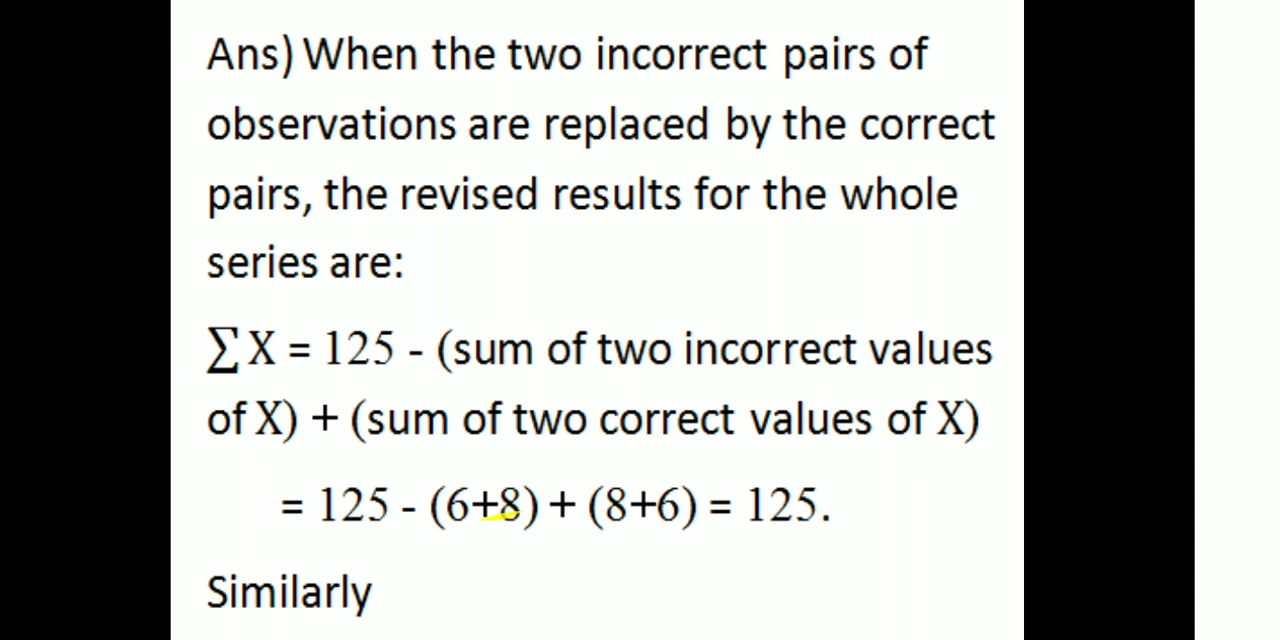 Ans) When the two incorrect pairs of
observations are replaced by the correct
pairs, the revised results for the whole
series are:
∑X = 125 - (sum of two incorrect values
of X) + (sum of two correct values of X)
= 125 - (6+8) + (8+6) = 125.
Similarly